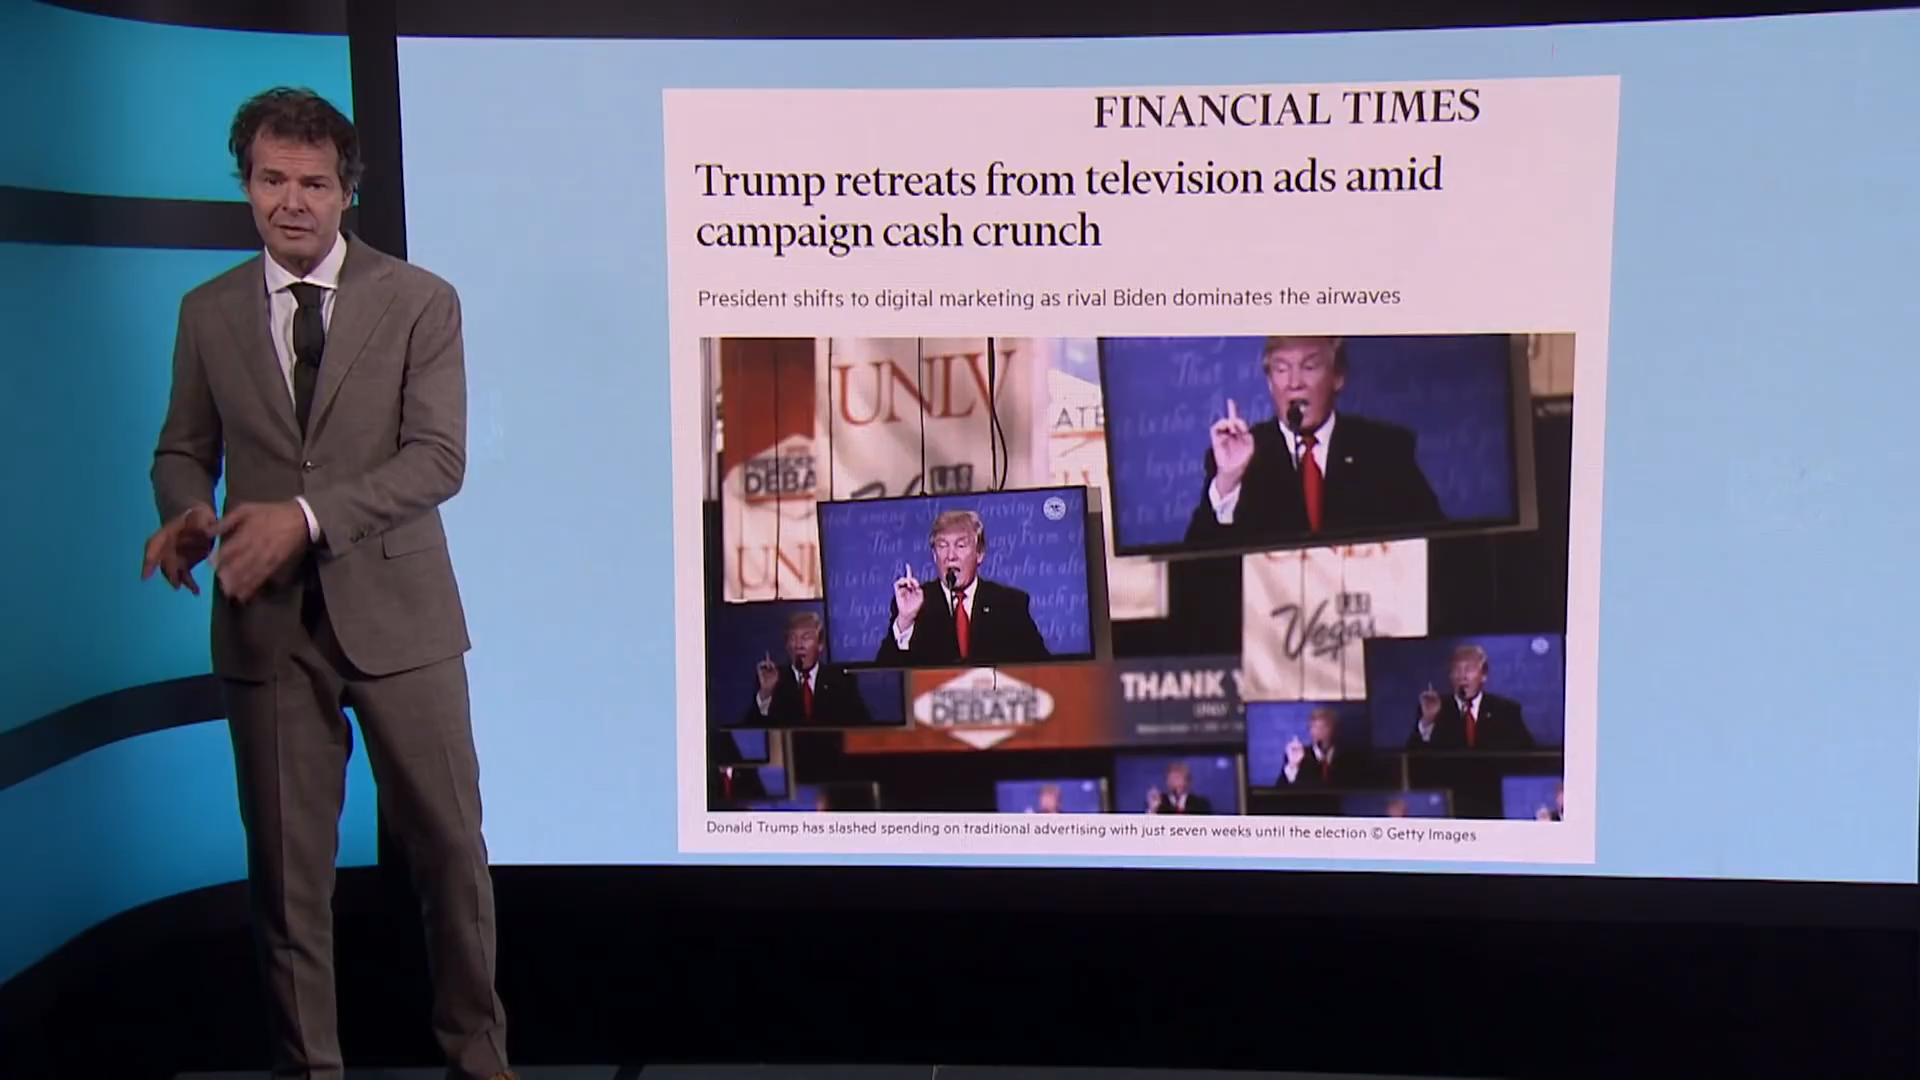 FINANCIAL TIMES
Trump retreats from television ads amid
campaign cash crunch
President shifts to digital marketing as rival Biden dominates the airwaves
UNLV
LAS
DEBATE
THANK
Vegas
Donald Trump has slashed spending on traditional advertising with just seven weeks until the election © Getty Images